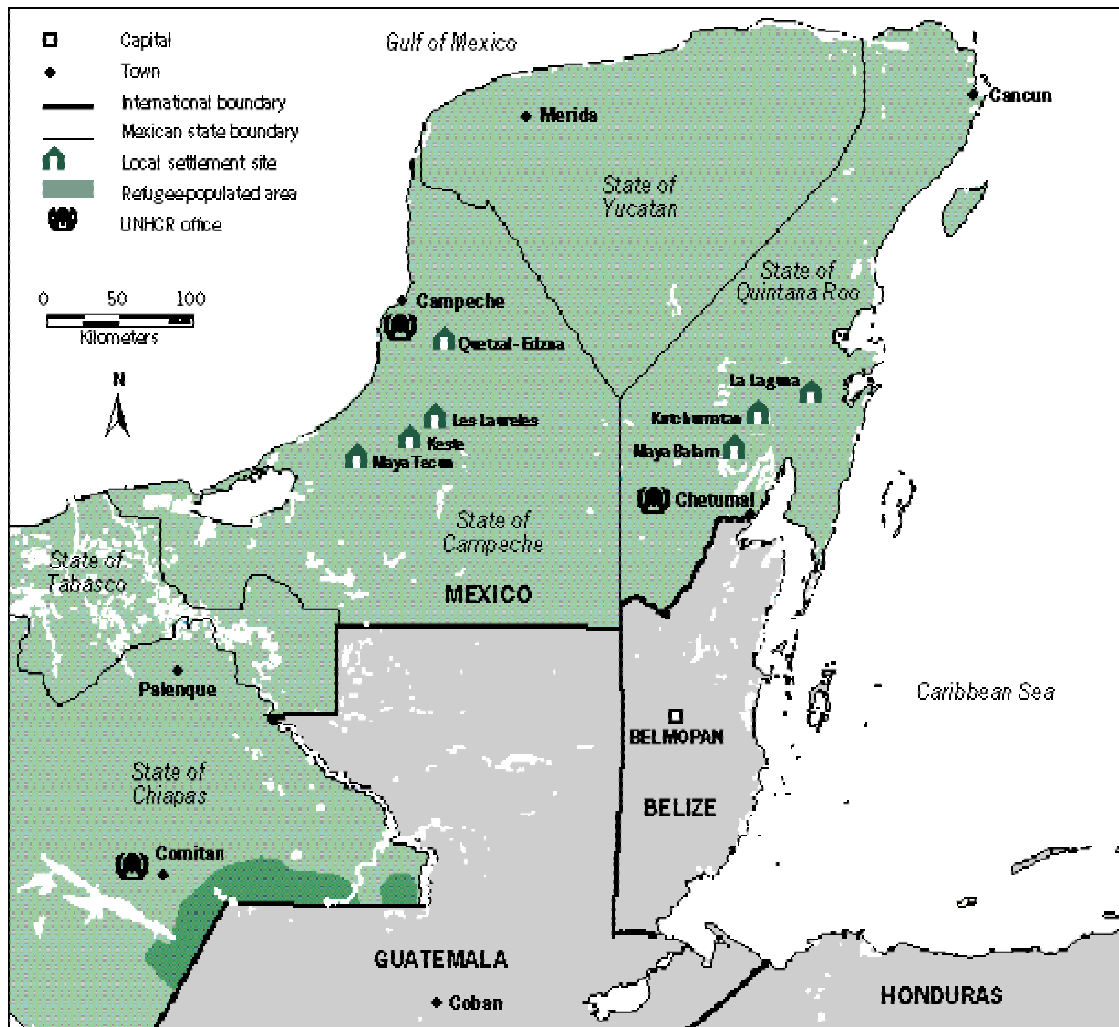 Capital
Town
International boundary
Mexican state boundary
Local settlement site
Refugee-populated area
UNHCR office
0 50 100
Kilometers
N
Gulf of Mexico
Cancun
Merida
State of
Yucatan
State of
Quintana Roo
Campeche
Quetzal-Edzna
La Laguna
Les Laureles
Kuchumatan
Keste
Maya Tecun
Maya Balam
Chetumal
State of
Campeche
State of
Tabasco
MEXICO
Palenque
Caribbean Sea
BELMOPAN
State of
Chiapas
BELIZE
Comitan
GUATEMALA
Coban
HONDURAS